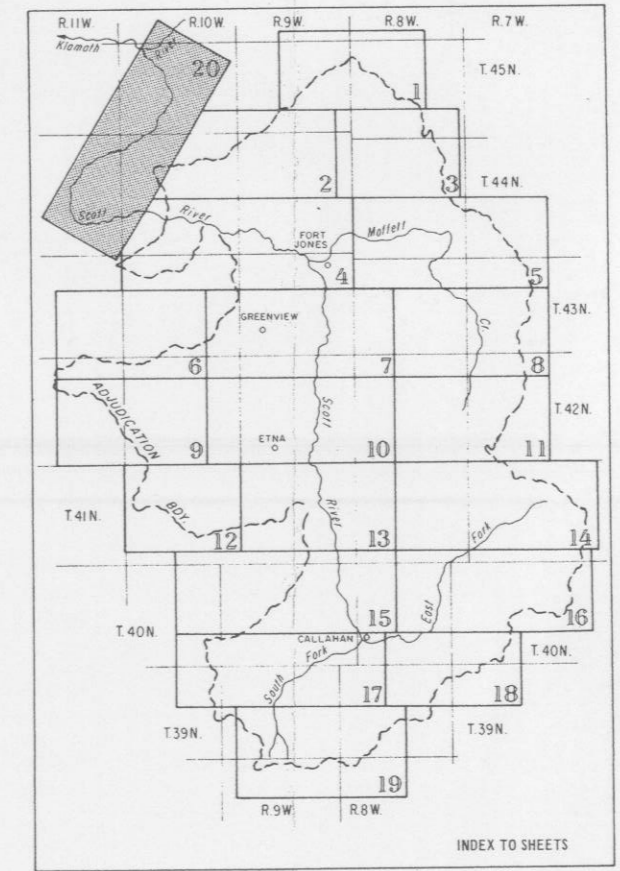 R.11W.
R.10W.
R.9W.
R.8W.
R.7W.
Klamath
River
20
T.45N.
1
2
3
T.44N.
Scott
River
FORT
JONES
Moffett
4
5
Cr.
GREENVIEW
T.43N.
6
7
8
Scott
T.42N.
ADJUDICATION
ETNA
9
10
11
BDY.
River
T.41N.
Fork
12
13
14
East
15
16
T.40N.
CALLAHAN
Fork
South
T.40N.
17
18
T.39N.
T.39N.
19
R.9W.
R.8W.
INDEX TO SHEETS